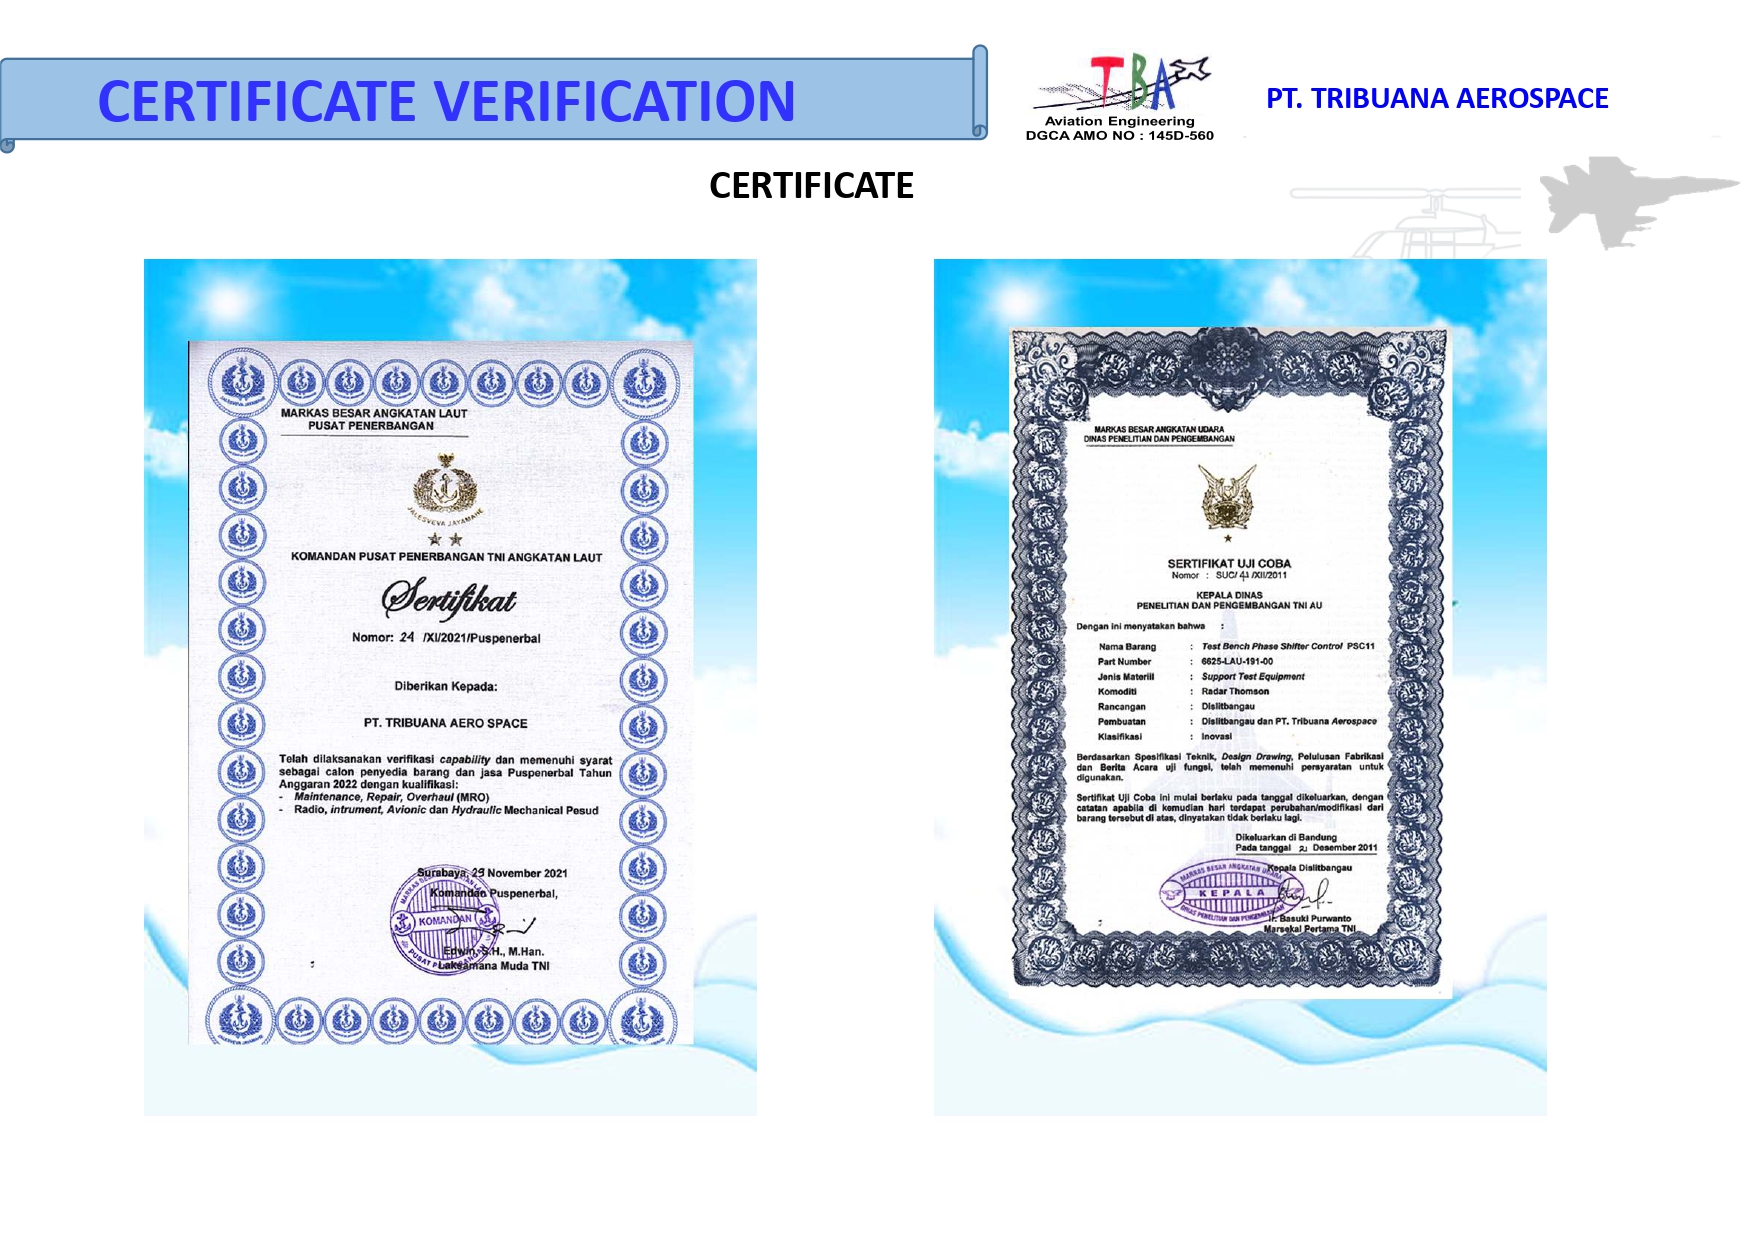 CERTIFICATE VERIFICATION
TBA
Aviation Engineering
DGCA AMO NO : 145D-560
PT. TRIBUANA AEROSPACE
CERTIFICATE
MARKAS BESAR ANGKATAN LAUT
PUSAT PENERBANGAN
JALESVEVA JAYAMAHE
KOMANDAN PUSAT PENERBANGAN TNI ANGKATAN LAUT
Sertifikat
Nomor: 24 /XI/2021/Puspenerbal
Diberikan Kepada:
PT. TRIBUANA AERO SPACE
Telah dilaksanakan verifikasi capability dan memenuhi syarat
sebagai calon penyedia barang dan jasa Puspenerbal Tahun
Anggaran 2022 dengan kualifikasi:
- Maintenance, Repair, Overhaul (MRO)
- Radio, intrument, Avionic dan Hydraulic Mechanical Pesud
Surabaya, 29 November 2021
Komandan Puspenerbal,
KOMANDAN
Edwin, S.H., M.Han.
Laksamana Muda TNI
MARKAS BESAR ANGKATAN UDARA
DINAS PENELITIAN DAN PENGEMBANGAN
SERTIFIKAT UJI COBA
Nomor : SUC/ 41 /XII/2011
KEPALA DINAS
PENELITIAN DAN PENGEMBANGAN TNI AU
Dengan ini menyatakan bahwa :
Nama Barang : Test Bench Phase Shifter Control PSC11
Part Number : 6625-LAU-191-00
Jenis Materiil : Support Test Equipment
Komoditi : Radar Thomson
Rancangan : Dislitbangau
Pembuatan : Dislitbangau dan PT. Tribuana Aerospace
Klasifikasi : Inovasi
Berdasarkan Spesifikasi Teknik, Design Drawing, Pelulusan Fabrikasi
dan Berita Acara uji fungsi, telah memenuhi persyaratan untuk
digunakan.
Sertifikat Uji Coba ini mulai berlaku pada tanggal dikeluarkan, dengan
catatan apabila di kemudian hari terdapat perubahan/modifikasi dari
barang tersebut di atas, dinyatakan tidak berlaku lagi.
Dikeluarkan di Bandung
Pada tanggal 21 Desember 2011
Kepala Dislitbangau
MARKAS BESAR ANGKATAN UDARA
KEPALA
DINAS PENELITIAN DAN PENGEMBANGAN
Ir. Basuki Purwanto
Marsekal Pertama TNI